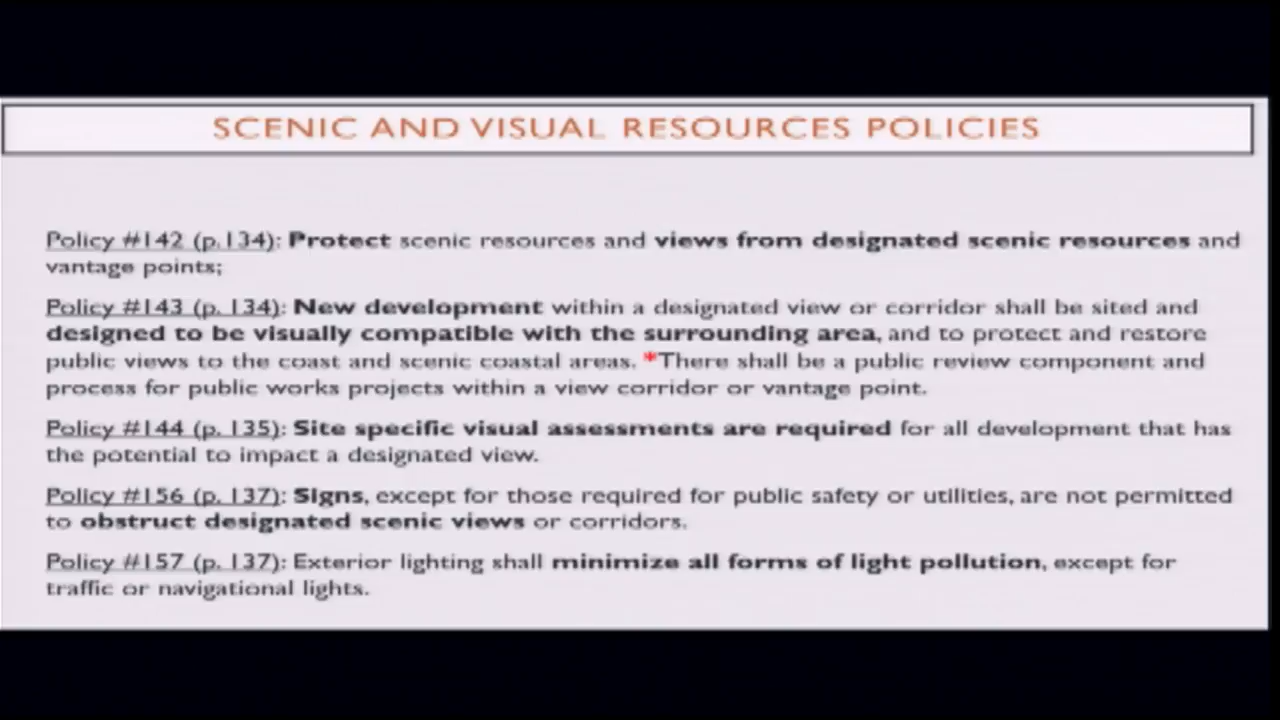 SCENIC AND VISUAL RESOURCES POLICIES
Policy #142 (p.134): Protect scenic resources and views from designated scenic resources and
vantage points;
Policy #143 (p. 134): New development within a designated view or corridor shall be sited and
designed to be visually compatible with the surrounding area, and to protect and restore
public views to the coast and scenic coastal areas. *There shall be a public review component and
process for public works projects within a view corridor or vantage point.
Policy #144 (p. 135): Site specific visual assessments are required for all development that has
the potential to impact a designated view.
Policy #156 (p. 137): Signs, except for those required for public safety or utilities, are not permitted
to obstruct designated scenic views or corridors.
Policy #157 (p. 137): Exterior lighting shall minimize all forms of light pollution, except for
traffic or navigational lights.